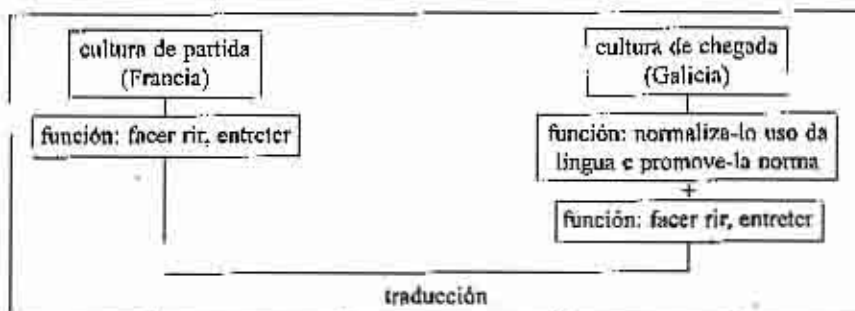 cultura de partida
(Francia)
función: facer rir, entreter
cultura de chegada
(Galicia)
función: normaliza-lo uso da
lingua e promove-la norma
+
función: facer rir, entreter
traducción